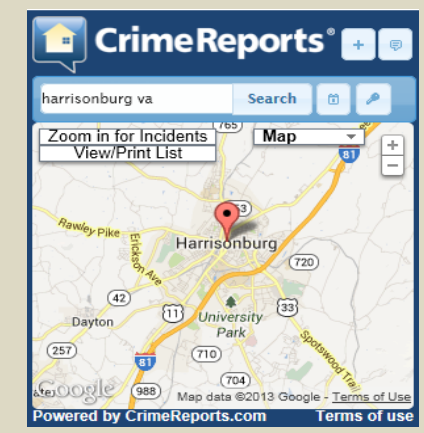 CrimeReports®
harrisonburg va
Search
Zoom in for Incidents
View/Print List
Map
765
81
+
−
253
Rawley Pike
Erickson Ave
Harrisonburg
720
42
Dayton
11
University
Park
33
Spotswood Trail
257
81
710
704
988
Google
Map data ©2013 Google - Terms of Use
Powered by CrimeReports.com
Terms of use